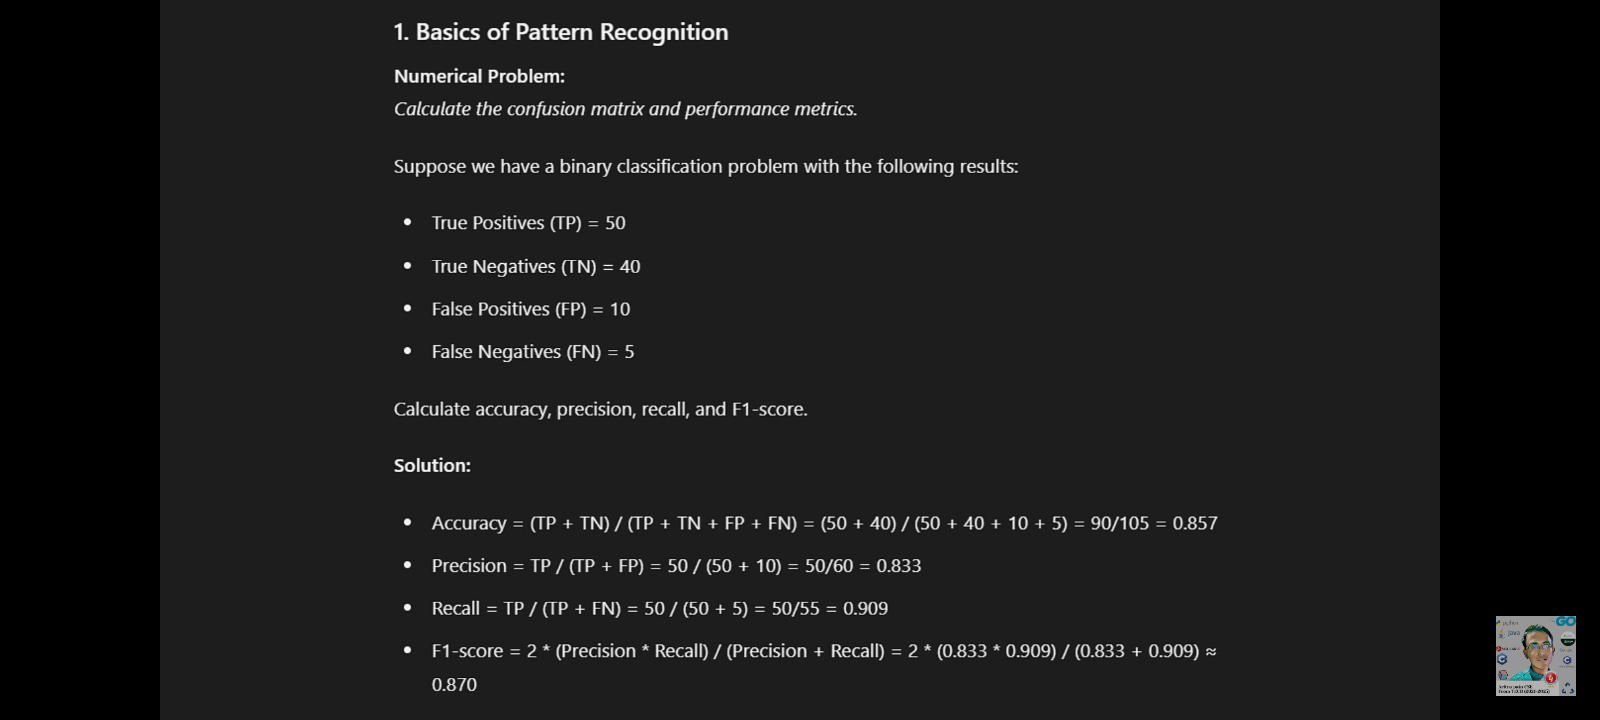 1. Basics of Pattern Recognition
Numerical Problem:
Calculate the confusion matrix and performance metrics.
Suppose we have a binary classification problem with the following results:
• True Positives (TP) = 50
• True Negatives (TN) = 40
• False Positives (FP) = 10
• False Negatives (FN) = 5
Calculate accuracy, precision, recall, and F1-score.
Solution:
• Accuracy = (TP + TN) / (TP + TN + FP + FN) = (50 + 40) / (50 + 40 + 10 + 5) = 90/105 = 0.857
• Precision = TP / (TP + FP) = 50 / (50 + 10) = 50/60 = 0.833
• Recall = TP / (TP + FN) = 50 / (50 + 5) = 50/55 = 0.909
• F1-score = 2 * (Precision * Recall) / (Precision + Recall) = 2 * (0.833 * 0.909) / (0.833 + 0.909) ≈
0.870
python
GO
Java